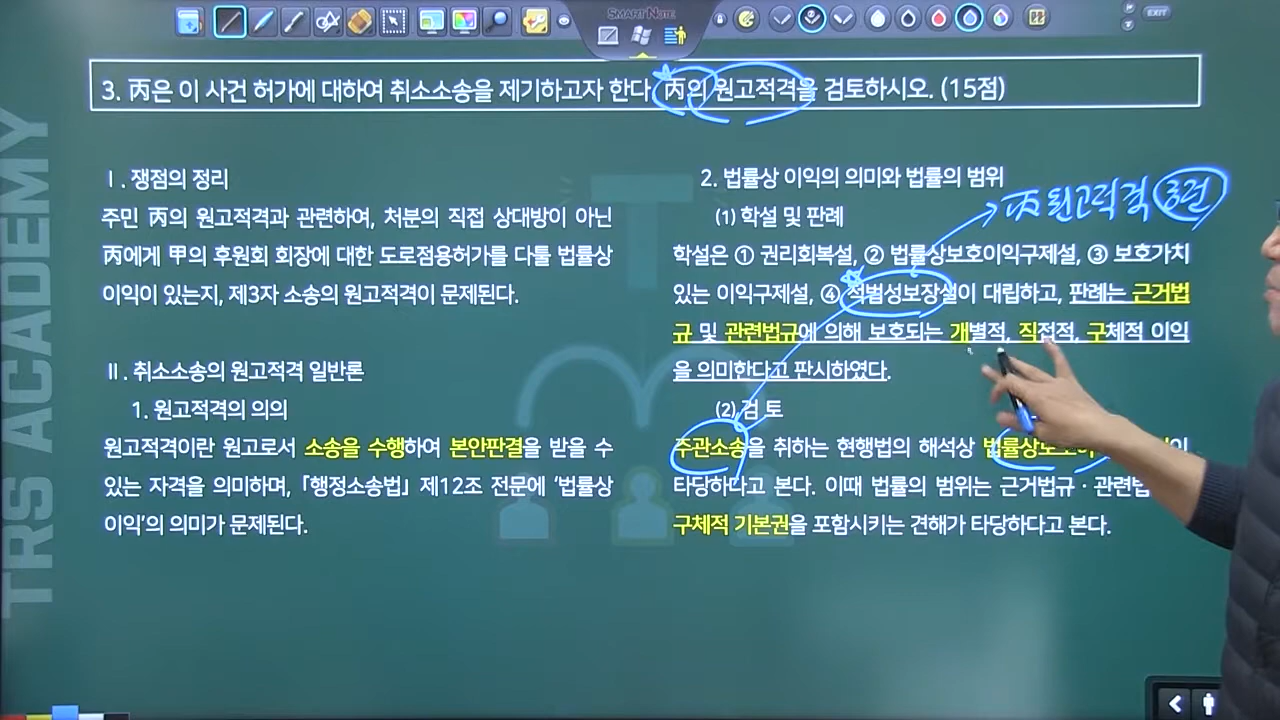 SMARTNOTE
EXIT
3. 丙은 이 사건 허가에 대하여 취소소송을 제기하고자 한다. 丙의 원고적격을 검토하시오. (15점)
Ⅰ. 쟁점의 정리
주민 丙의 원고적격과 관련하여, 처분의 직접 상대방이 아닌
丙에게 甲의 후원회 회장에 대한 도로점용허가를 다툴 법률상
이익이 있는지, 제3자 소송의 원고적격이 문제된다.
Ⅱ. 취소소송의 원고적격 일반론
1. 원고적격의 의의
원고적격이란 원고로서 소송을 수행하여 본안판결을 받을 수
있는 자격을 의미하며, 「행정소송법」 제12조 전문에 '법률상
이익'의 의미가 문제된다.
2. 법률상 이익의 의미와 법률의 범위
(1) 학설 및 판례
丙 원고적격
학설은 ① 권리회복설, ② 법률상보호이익구제설, ③ 보호가치
있는 이익구제설, ④ 적법성보장설이 대립하고, 판례는 근거법
규 및 관련법규에 의해 보호되는 개별적, 직접적, 구체적 이익
을 의미한다고 판시하였다.
(2) 검 토
주관소송을 취하는 현행법의 해석상 법률상보호이
타당하다고 본다. 이때 법률의 범위는 근거법규 · 관련법
구체적 기본권을 포함시키는 견해가 타당하다고 본다.
TRS ACADEMY